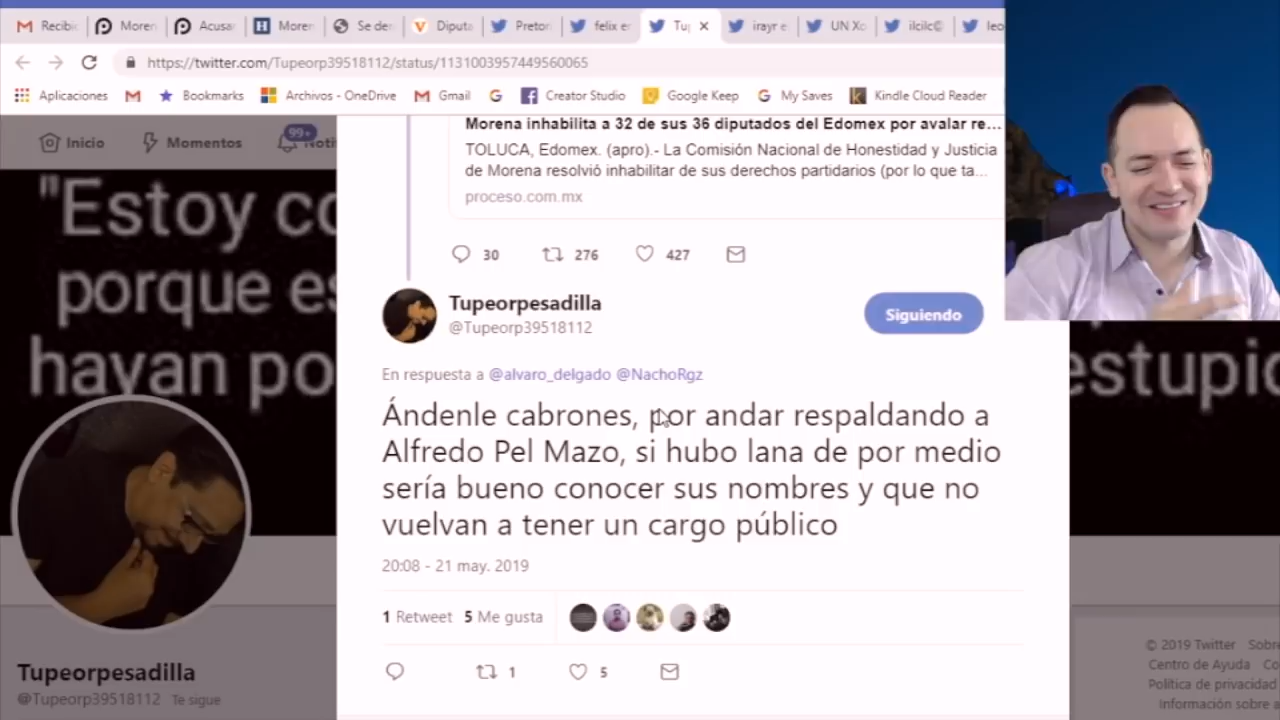 Recibi Moren Acusa Moren Se de Diputa Preton felix e Tu irayr e UN Xo ilcilc@ leo
https://twitter.com/Tupeorp39518112/status/1131003957449560065
Aplicaciones Bookmarks Archivos - OneDrive Gmail Creator Studio Google Keep My Saves Kindle Cloud Reader
Inicio Momentos 99+ Noti
"Estoy co
porque es
hayan po
estupid
Morena inhabilita a 32 de sus 36 diputados del Edomex por avalar re...
TOLUCA, Edomex. (apro).- La Comisión Nacional de Honestidad y Justicia
de Morena resolvió inhabilitar de sus derechos partidarios (por lo que ta...
proceso.com.mx
30 276 427
Tupeorpesadilla
@Tupeorp39518112
Siguiendo
En respuesta a @alvaro_delgado @NachoRgz
Ándenle cabrones, por andar respaldando a
Alfredo Pel Mazo, si hubo lana de por medio
sería bueno conocer sus nombres y que no
vuelvan a tener un cargo público
20:08 - 21 may. 2019
1 Retweet 5 Me gusta
1 5
Tupeorpesadilla
@Tupeorp39518112 Te sigue
© 2019 Twitter Sobre
Centro de Ayuda Co
Política de privacidad
Información sobre a